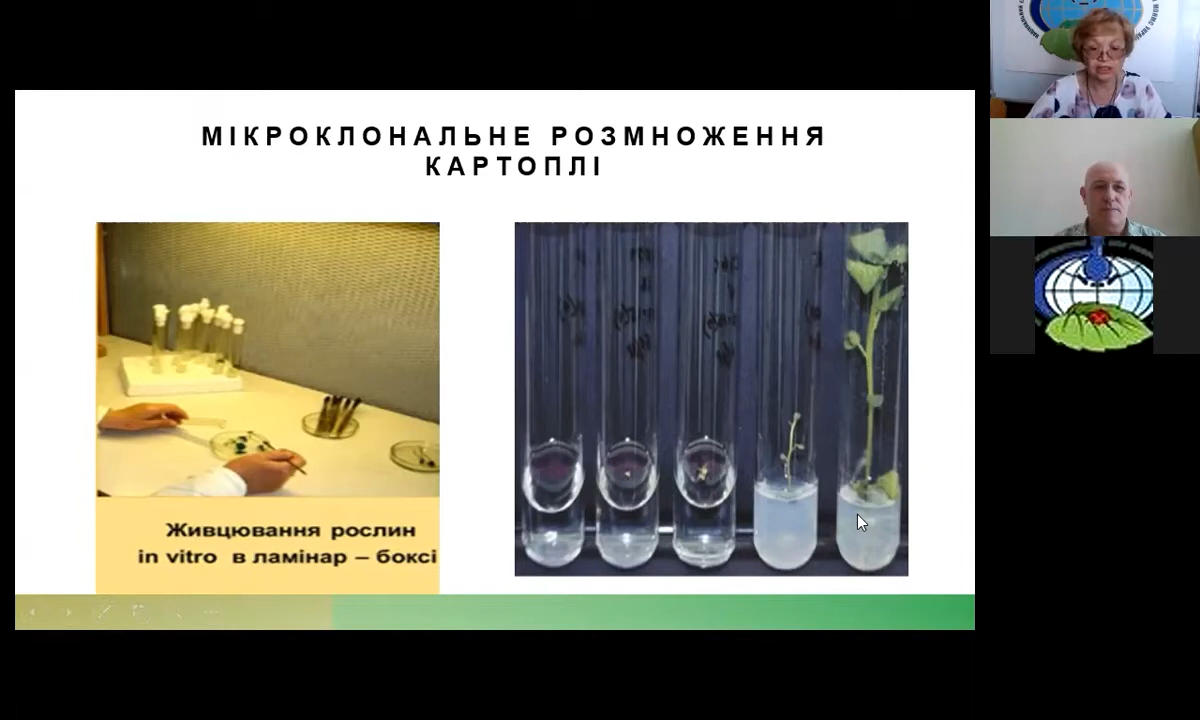 МІКРОКЛОНАЛЬНЕ РОЗМНОЖЕННЯ
КАРТОПЛІ
Живцювання рослин
in vitro в ламінар – боксі